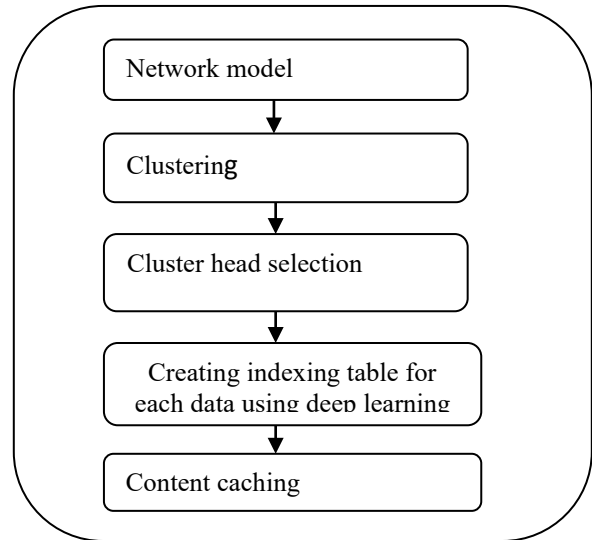 Network model
Clustering
Cluster head selection
Creating indexing table for
each data using deep learning
Content caching